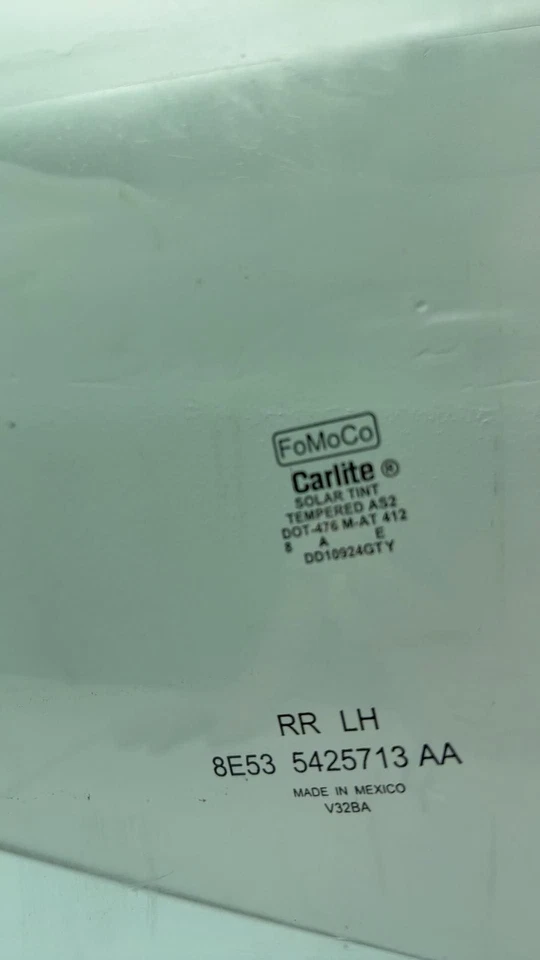 FoMoCo
Carlite ®
SOLAR TINT
TEMPERED AS2
DOT-476 M-AT 412
8 A E
DD10924GTY
RR LH
8E53 5425713 AA
MADE IN MEXICO
V32BA